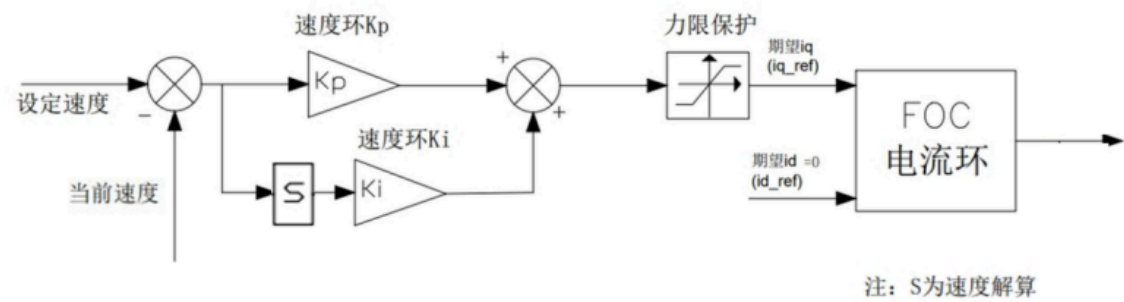 速度环Kp
力限保护
期望iq
(iq_ref)
Kp
+
+
设定速度
-
FOC
电流环
速度环Ki
期望id =0
(id_ref)
当前速度
S
Ki
注：S为速度解算